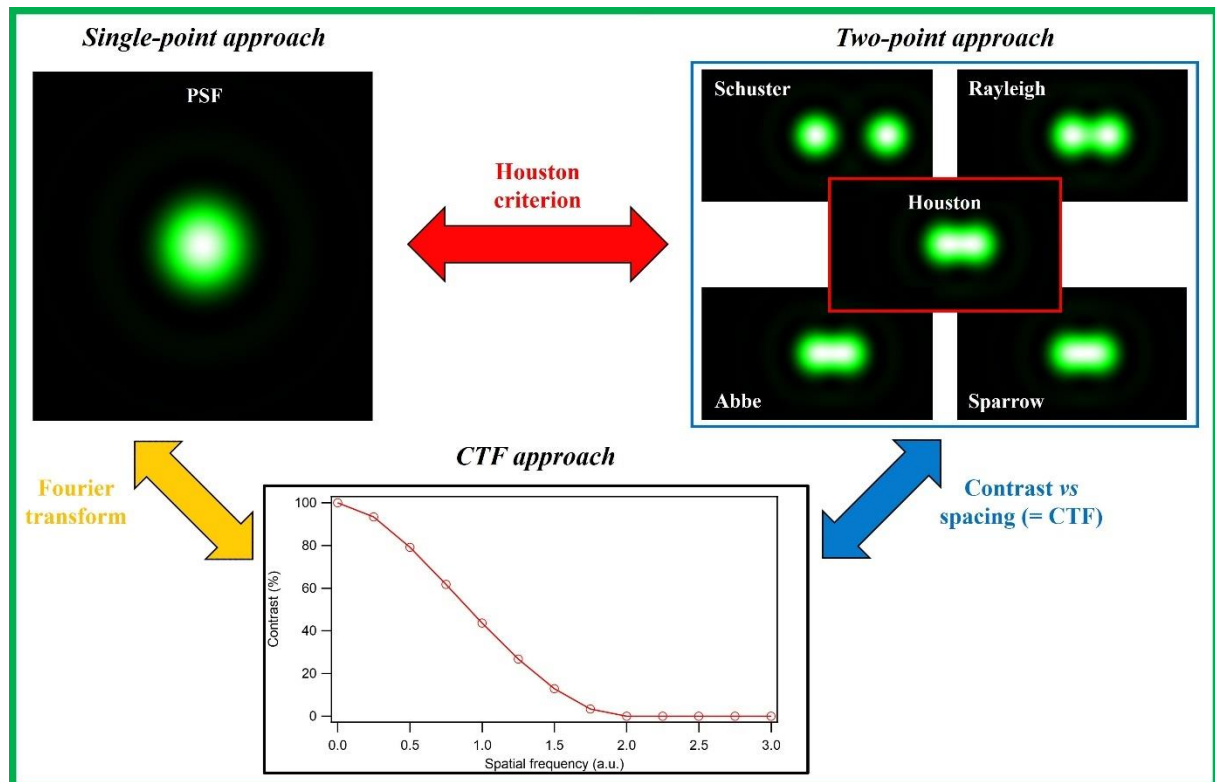 Single-point approach
Two-point approach
PSF
Houston
criterion
Schuster
Rayleigh
Houston
Abbe
Sparrow
Fourier
transform
CTF approach
Contrast vs
spacing (= CTF)
Contrast (%)
100
80
60
40
20
0
0.0 0.5 1.0 1.5 2.0 2.5 3.0
Spatial frequency (a.u.)